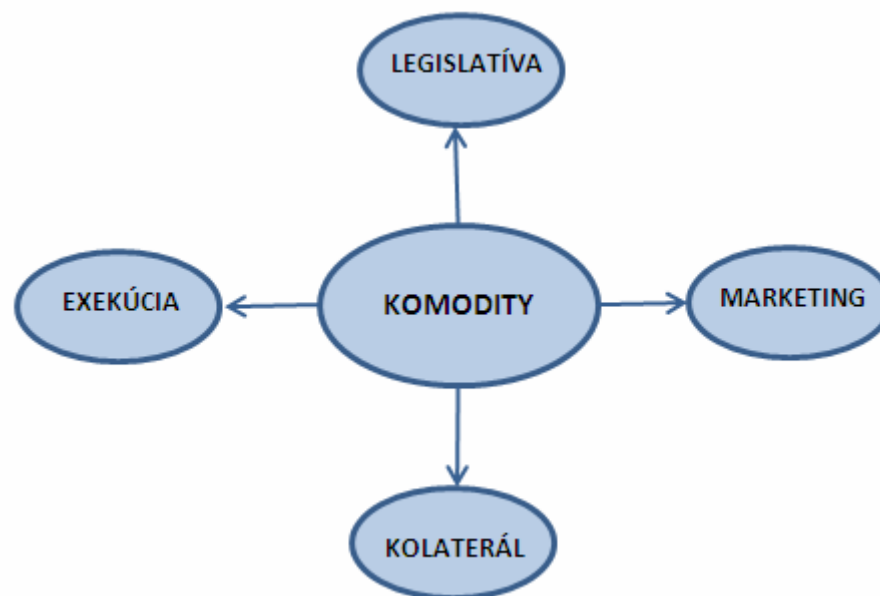 LEGISLATÍVA
EXEKÚCIA
KOMODITY
MARKETING
KOLATERÁL